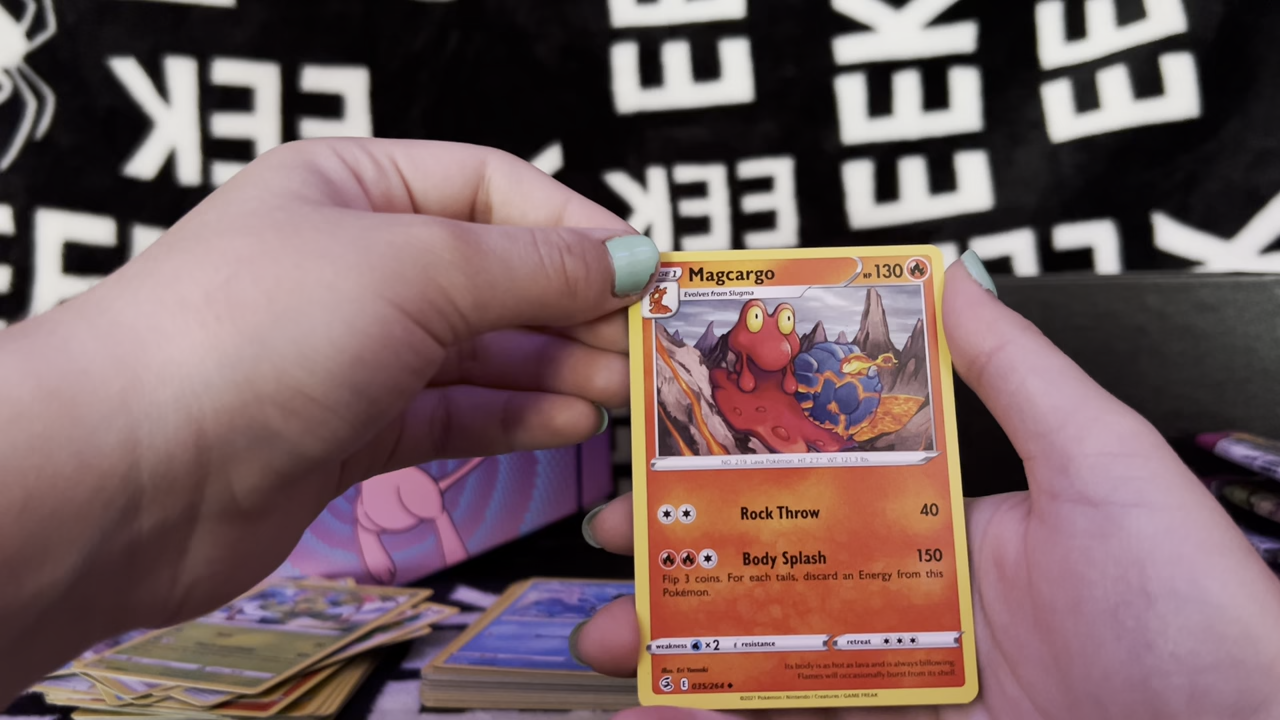 EEK
EEK
EEK
EEK
EEK
GE 1
Magcargo
HP 130
Evolves from Slugma
NO. 219 Lava Pokémon HT: 2'7" WT: 121.3 lbs.
Rock Throw 40
Body Splash 150
Flip 3 coins. For each tails, discard an Energy from this
Pokémon.
weakness ×2 resistance retreat
Illus. Eri Yamaki
Its body is as hot as lava and is always billowing.
Flames will occasionally burst from its shell.
E 035/264
©2021 Pokémon / Nintendo / Creatures / GAME FREAK